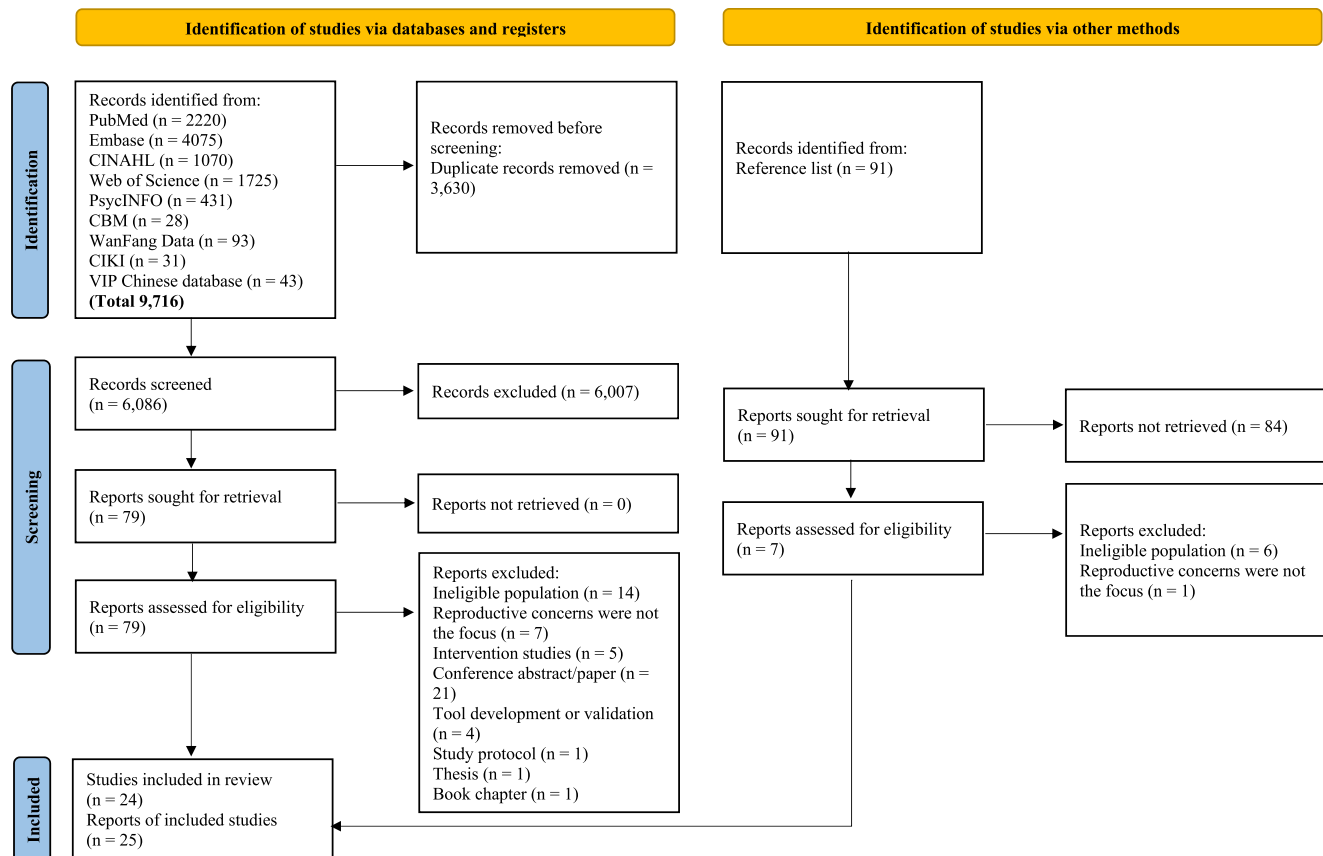 Identification of studies via databases and registers
Identification of studies via other methods
Identification
Records identified from:
PubMed (n = 2220)
Embase (n = 4075)
CINAHL (n = 1070)
Web of Science (n = 1725)
PsycINFO (n = 431)
CBM (n = 28)
WanFang Data (n = 93)
CIKI (n = 31)
VIP Chinese database (n = 43)
(Total 9,716)
Records removed before
screening:
Duplicate records removed (n =
3,630)
Records identified from:
Reference list (n = 91)
Screening
Records screened
(n = 6,086)
Records excluded (n = 6,007)
Reports sought for retrieval
(n = 79)
Reports not retrieved (n = 0)
Reports sought for retrieval
(n = 91)
Reports not retrieved (n = 84)
Reports assessed for eligibility
(n = 79)
Reports excluded:
Ineligible population (n = 14)
Reproductive concerns were not
the focus (n = 7)
Intervention studies (n = 5)
Conference abstract/paper (n =
21)
Tool development or validation
(n = 4)
Study protocol (n = 1)
Thesis (n = 1)
Book chapter (n = 1)
Reports assessed for eligibility
(n = 7)
Reports excluded:
Ineligible population (n = 6)
Reproductive concerns were not
the focus (n = 1)
Included
Studies included in review
(n = 24)
Reports of included studies
(n = 25)